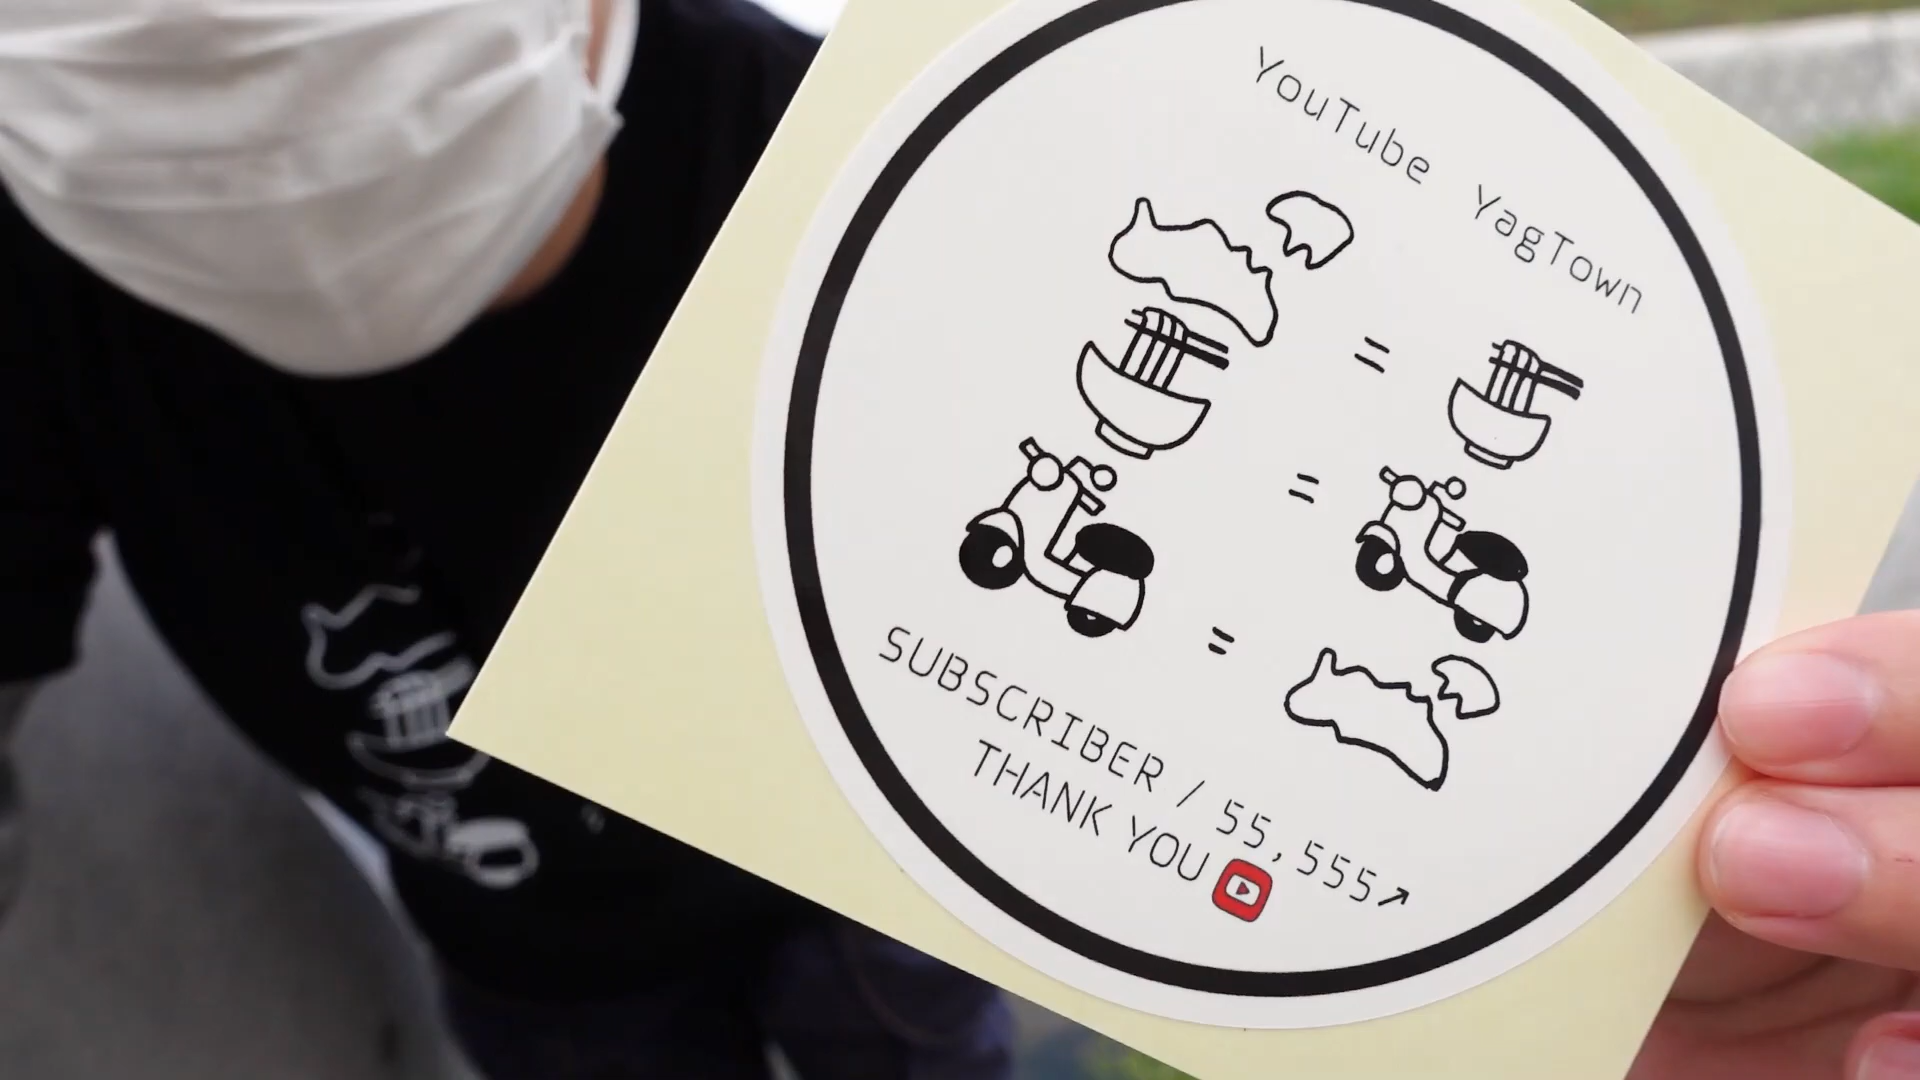 YouTube YagTown
=
=
=
SUBSCRIBER / 55,555↗
THANK YOU